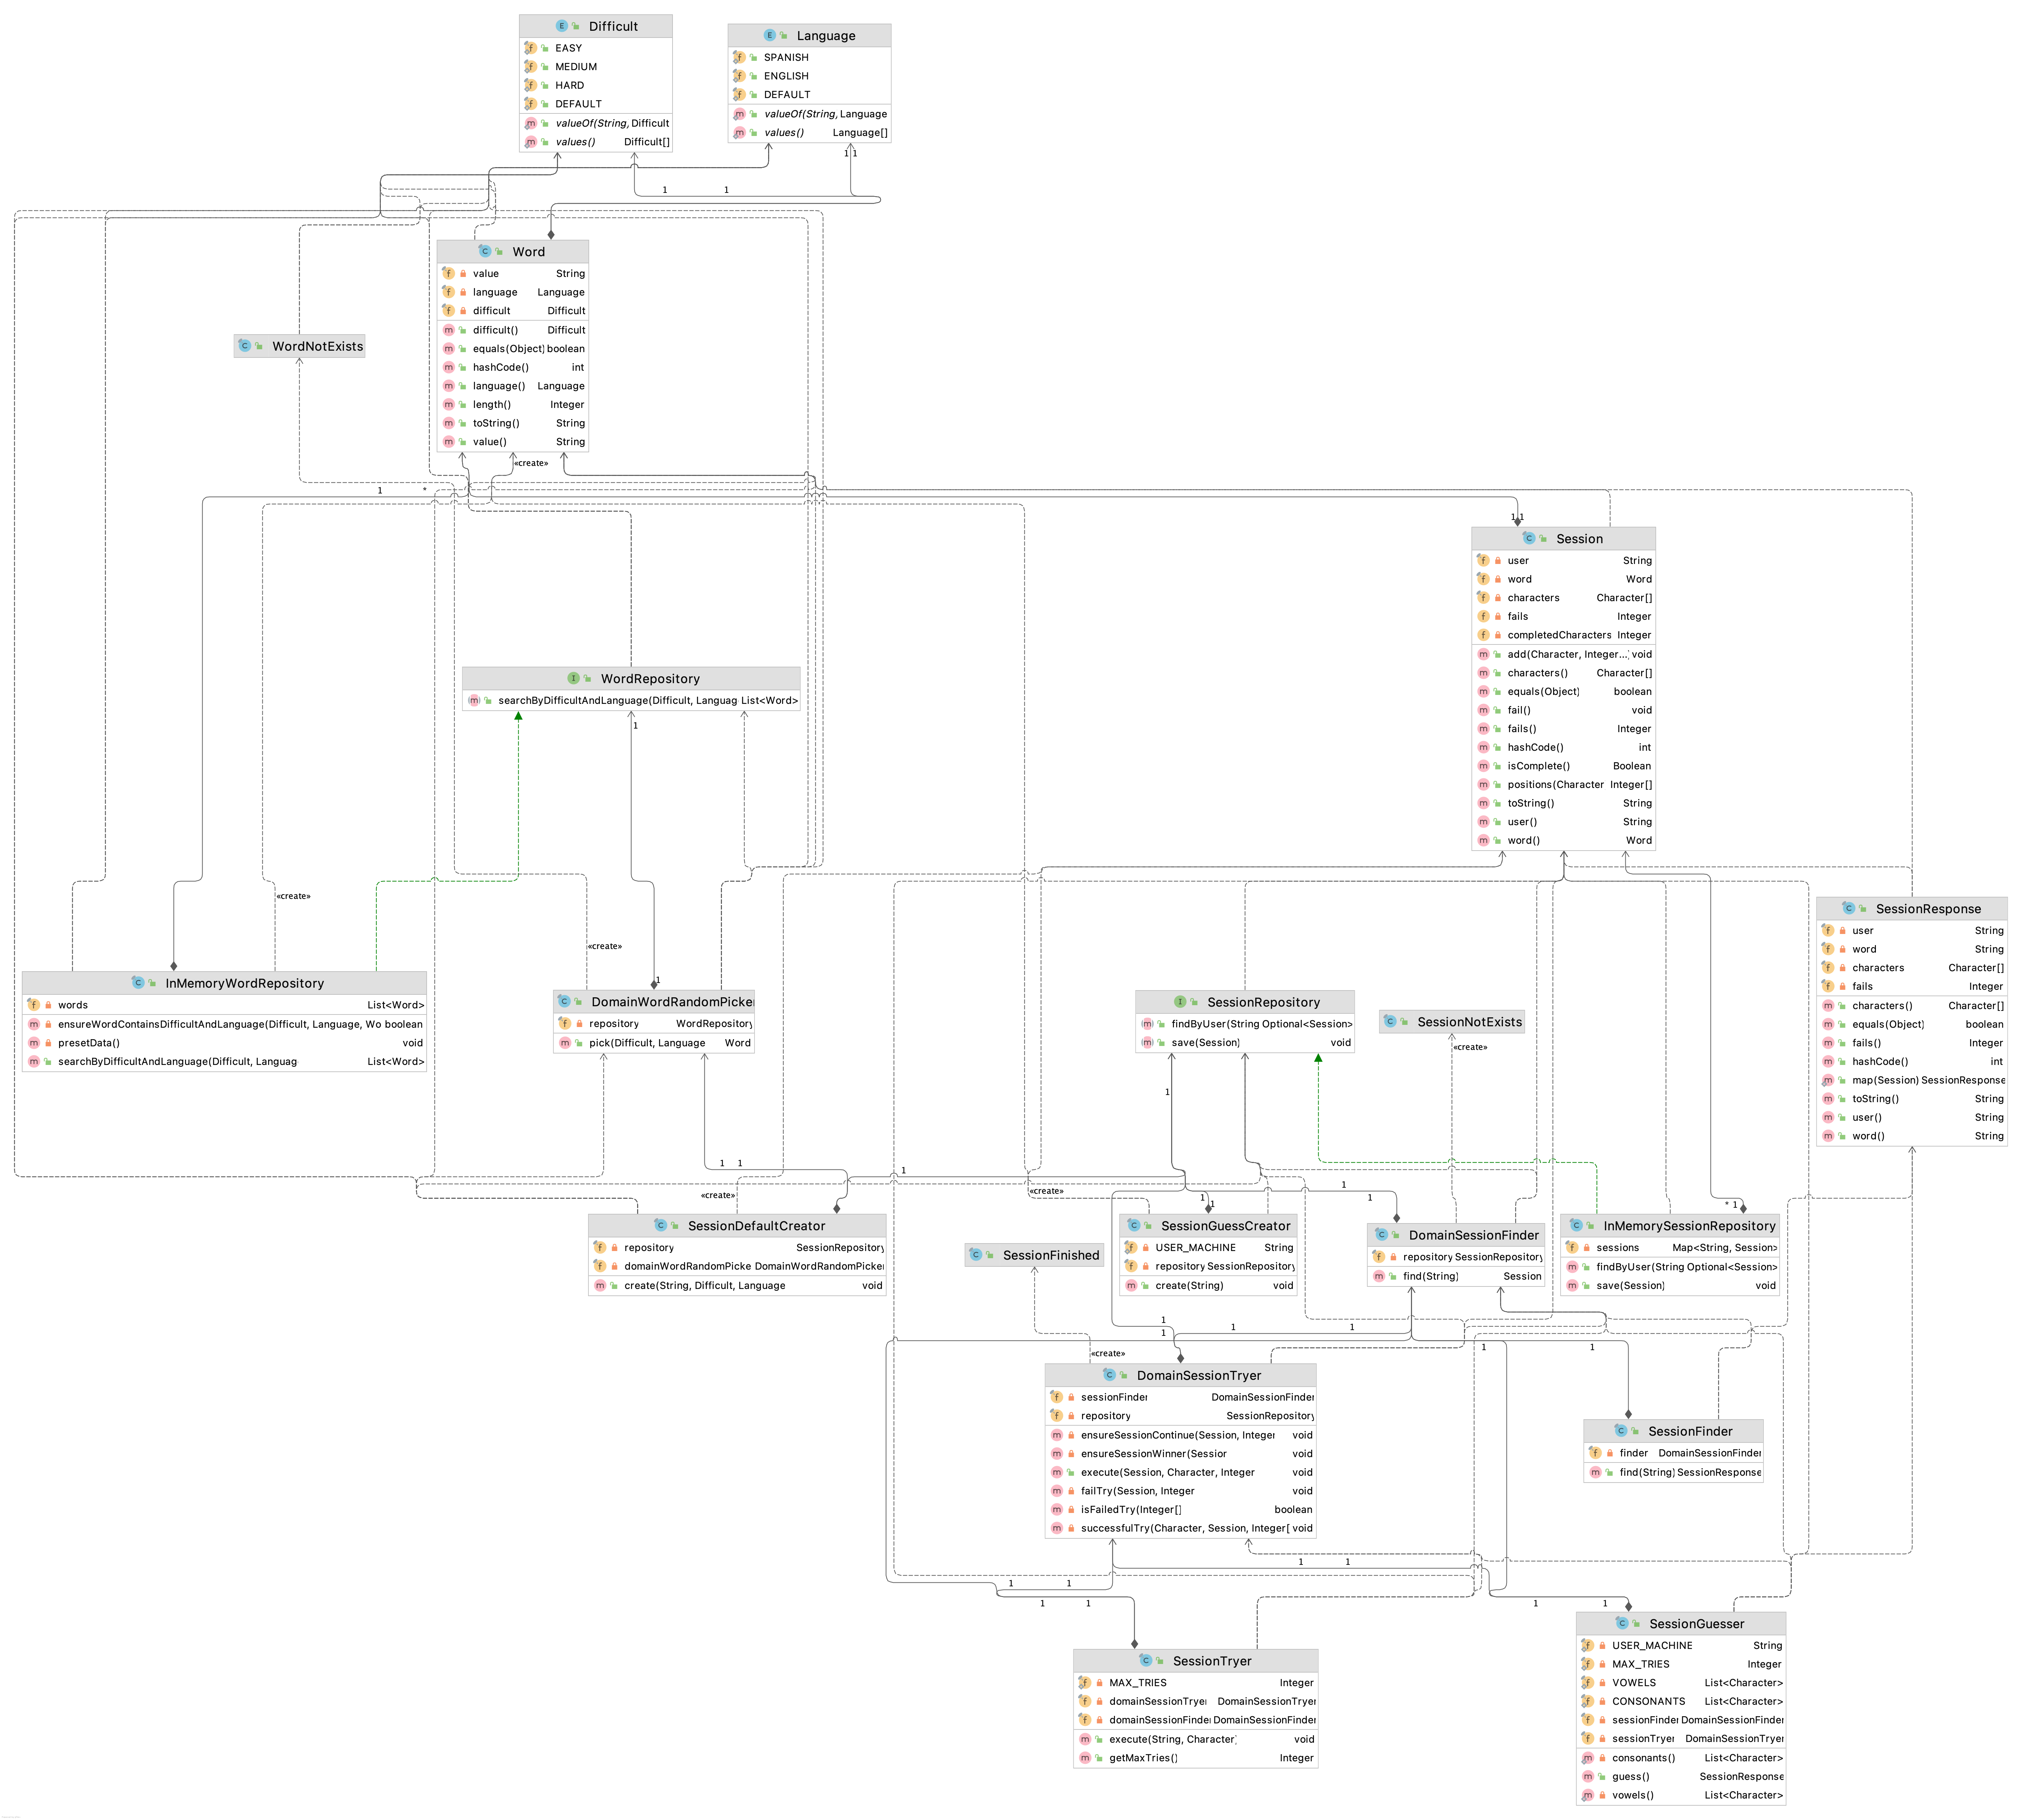 Difficult
EASY
MEDIUM
HARD
DEFAULT
valueOf(String, Difficult
values() Difficult[]
Language
SPANISH
ENGLISH
DEFAULT
valueOf(String, Language
values() Language[]
1 1
1 1
Word
value String
language Language
difficult Difficult
difficult() Difficult
equals(Object) boolean
hashCode() int
language() Language
length() Integer
toString() String
value() String
WordNotExists
«create»
1 *
1 1
Session
user String
word Word
characters Character[]
fails Integer
completedCharacters Integer
add(Character, Integer... void
characters() Character[]
equals(Object) boolean
fail() void
fails() Integer
hashCode() int
isComplete() Boolean
positions(Character Integer[]
toString() String
user() String
word() Word
WordRepository
searchByDifficultAndLanguage(Difficult, Languag List<Word>
1
«create»
«create»
SessionResponse
user String
word String
characters Character[]
fails Integer
characters() Character[]
equals(Object) boolean
fails() Integer
hashCode() int
map(Session) SessionResponse
toString() String
user() String
word() String
InMemoryWordRepository
words List<Word>
ensureWordContainsDifficultAndLanguage(Difficult, Language, Wo boolean
presetData() void
searchByDifficultAndLanguage(Difficult, Languag List<Word>
1
DomainWordRandomPicker
repository WordRepository
pick(Difficult, Language Word
SessionRepository
findByUser(String Optional<Session>
save(Session) void
SessionNotExists
«create»
1
1 1
1
«create»
«create»
1
1
1
1
* 1
SessionDefaultCreator
repository SessionRepository
domainWordRandomPicke DomainWordRandomPicker
create(String, Difficult, Language void
SessionGuessCreator
USER_MACHINE String
repository SessionRepository
create(String) void
DomainSessionFinder
repository SessionRepository
find(String) Session
InMemorySessionRepository
sessions Map<String, Session>
findByUser(String Optional<Session>
save(Session) void
SessionFinished
«create»
1
1
1
1
1
1
DomainSessionTryer
sessionFinder DomainSessionFinder
repository SessionRepository
ensureSessionContinue(Session, Integer void
ensureSessionWinner(Session void
execute(Session, Character, Integer void
failTry(Session, Integer void
isFailedTry(Integer[] boolean
successfulTry(Character, Session, Integer[ void
SessionFinder
finder DomainSessionFinder
find(String) SessionResponse
1 1
1 1
1 1
1 1
SessionTryer
MAX_TRIES Integer
domainSessionTryer DomainSessionTryer
domainSessionFinder DomainSessionFinder
execute(String, Character) void
getMaxTries() Integer
SessionGuesser
USER_MACHINE String
MAX_TRIES Integer
VOWELS List<Character>
CONSONANTS List<Character>
sessionFinder DomainSessionFinder
sessionTryer DomainSessionTryer
consonants() List<Character>
guess() SessionResponse
vowels() List<Character>